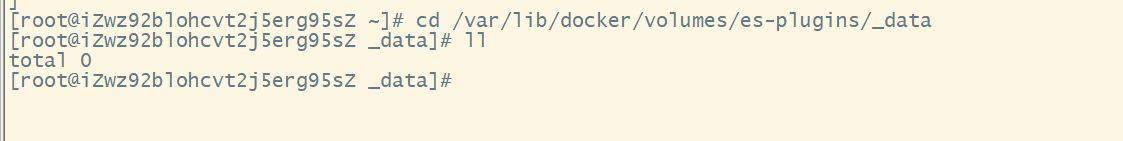 ]
[root@iZwz92blohcvt2j5erg95sZ ~]# cd /var/lib/docker/volumes/es-plugins/_data
[root@iZwz92blohcvt2j5erg95sZ _data]# ll
total 0
[root@iZwz92blohcvt2j5erg95sZ _data]#